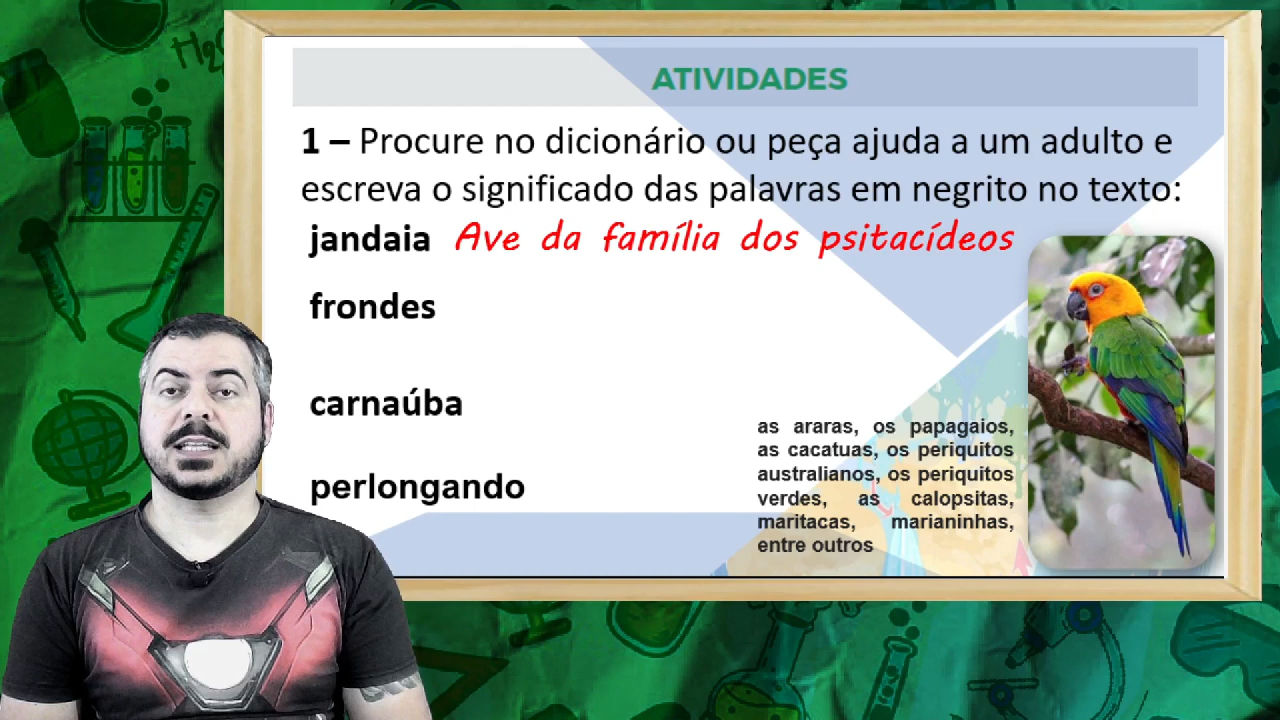 H2
ATIVIDADES
1 – Procure no dicionário ou peça ajuda a um adulto e
escreva o significado das palavras em negrito no texto:
jandaia Ave da família dos psitacídeos
frondes
carnaúba
perlongando
as araras, os papagaios,
as cacatuas, os periquitos
australianos, os periquitos
verdes, as calopsitas,
maritacas, marianinhas,
entre outros